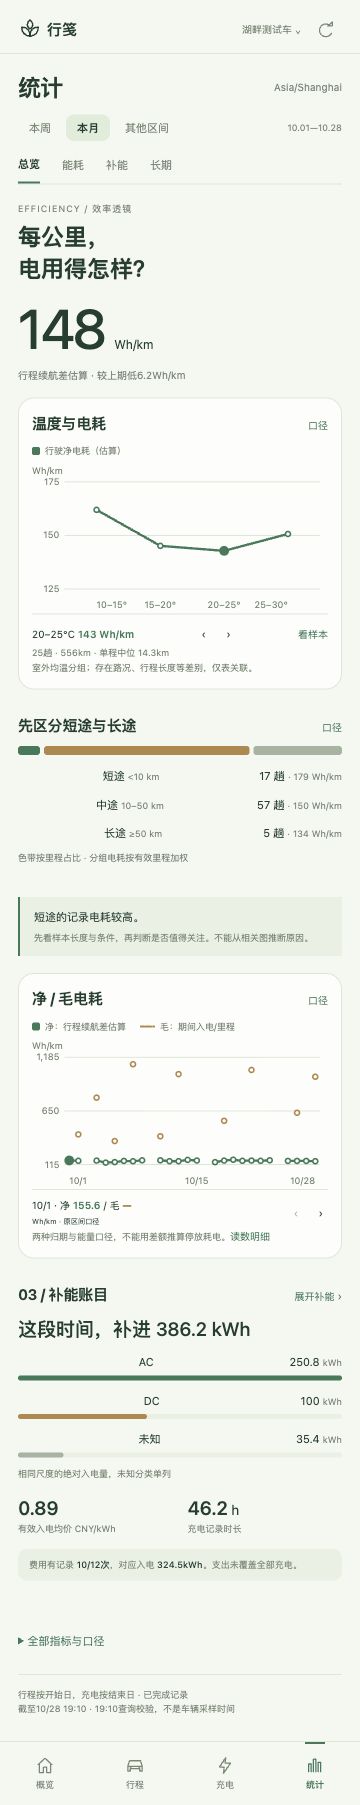 行笺
湖畔测试车
统计
Asia/Shanghai
本周 本月 其他区间 10.01—10.28
总览 能耗 补能 长期
EFFICIENCY / 效率透镜
每公里，
电用得怎样？
148 Wh/km
行程续航差估算 · 较上期低6.2Wh/km
温度与电耗 口径
行驶净电耗（估算）
Wh/km
175
150
125
10–15° 15–20° 20–25° 25–30°
20–25°C 143 Wh/km ‹ › 看样本
25趟 · 556km · 单程中位 14.3km
室外均温分组；存在路况、行程长度等差别，仅表关联。
先区分短途与长途 口径
短途 <10 km 17 趟 · 179 Wh/km
中途 10–50 km 57 趟 · 150 Wh/km
长途 ≥50 km 5 趟 · 134 Wh/km
色带按里程占比 · 分组电耗按有效里程加权
短途的记录电耗较高。
先看样本长度与条件，再判断是否值得关注。不能从相关图推断原因。
净 / 毛电耗 口径
净：行程续航差估算 毛：期间入电/里程
Wh/km
1,185
650
115
10/1 10/15 10/28
10/1 · 净 155.6 / 毛 — ‹ ›
Wh/km · 原区间口径
两种归期与能量口径，不能用差额推算停放耗电。读数明细
03 / 补能账目 展开补能 ›
这段时间，补进 386.2 kWh
AC 250.8 kWh
DC 100 kWh
未知 35.4 kWh
相同尺度的绝对入电量，未知分类单列
0.89 46.2 h
有效入电均价 CNY/kWh 充电记录时长
费用有记录 10/12次，对应入电 324.5kWh。支出未覆盖全部充电。
全部指标与口径
行程按开始日，充电按结束日 · 已完成记录
截至10/28 19:10 · 19:10查询校验，不是车辆采样时间
概览 行程 充电 统计